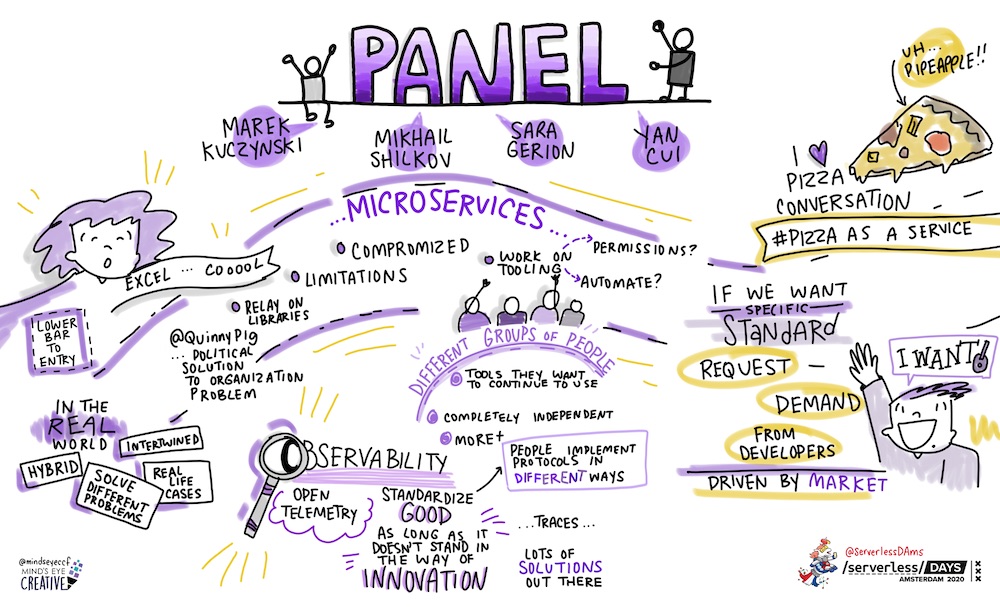 PANEL
MAREK
KUCZYNSKI
MIKHAIL
SHILKOV
SARA
GERION
YAN
CUI
UH...
PIPEAPPLE!!
I
PIZZA
CONVERSATION
#PIZZA AS A SERVICE
...MICROSERVICES...
COMPROMIZED
LIMITATIONS
RELAY ON
LIBRARIES
WORK ON
TOOLING
PERMISSIONS?
AUTOMATE?
EXCEL ... COOOOL
LOWER
BAR
TO
ENTRY
@QuinnyPig
... POLITICAL
SOLUTION
TO ORGANIZATION
PROBLEM
DIFFERENT GROUPS OF PEOPLE
TOOLS THEY WANT
TO CONTINUE TO USE
COMPLETELY INDEPENDENT
MORE+
IN THE
REAL
WORLD
INTERTWINED
HYBRID
SOLVE
DIFFERENT
PROBLEMS
REAL
LIFE
CASES
OBSERVABILITY
OPEN
TELEMETRY
STANDARDIZE
GOOD
AS LONG AS IT
DOESN'T STAND IN
THE WAY OF
INNOVATION
PEOPLE IMPLEMENT
PROTOCOLS IN
DIFFERENT WAYS
...TRACES...
LOTS OF
SOLUTIONS
OUT THERE
IF WE WANT
SPECIFIC
STANDARD
REQUEST —
DEMAND
FROM
DEVELOPERS
DRIVEN BY MARKET
I WANT!
@mindseyeccf
MIND'S EYE
CREATIVE
@ServerlessDAms
/serverless/DAYS
AMSTERDAM 2020
XXX